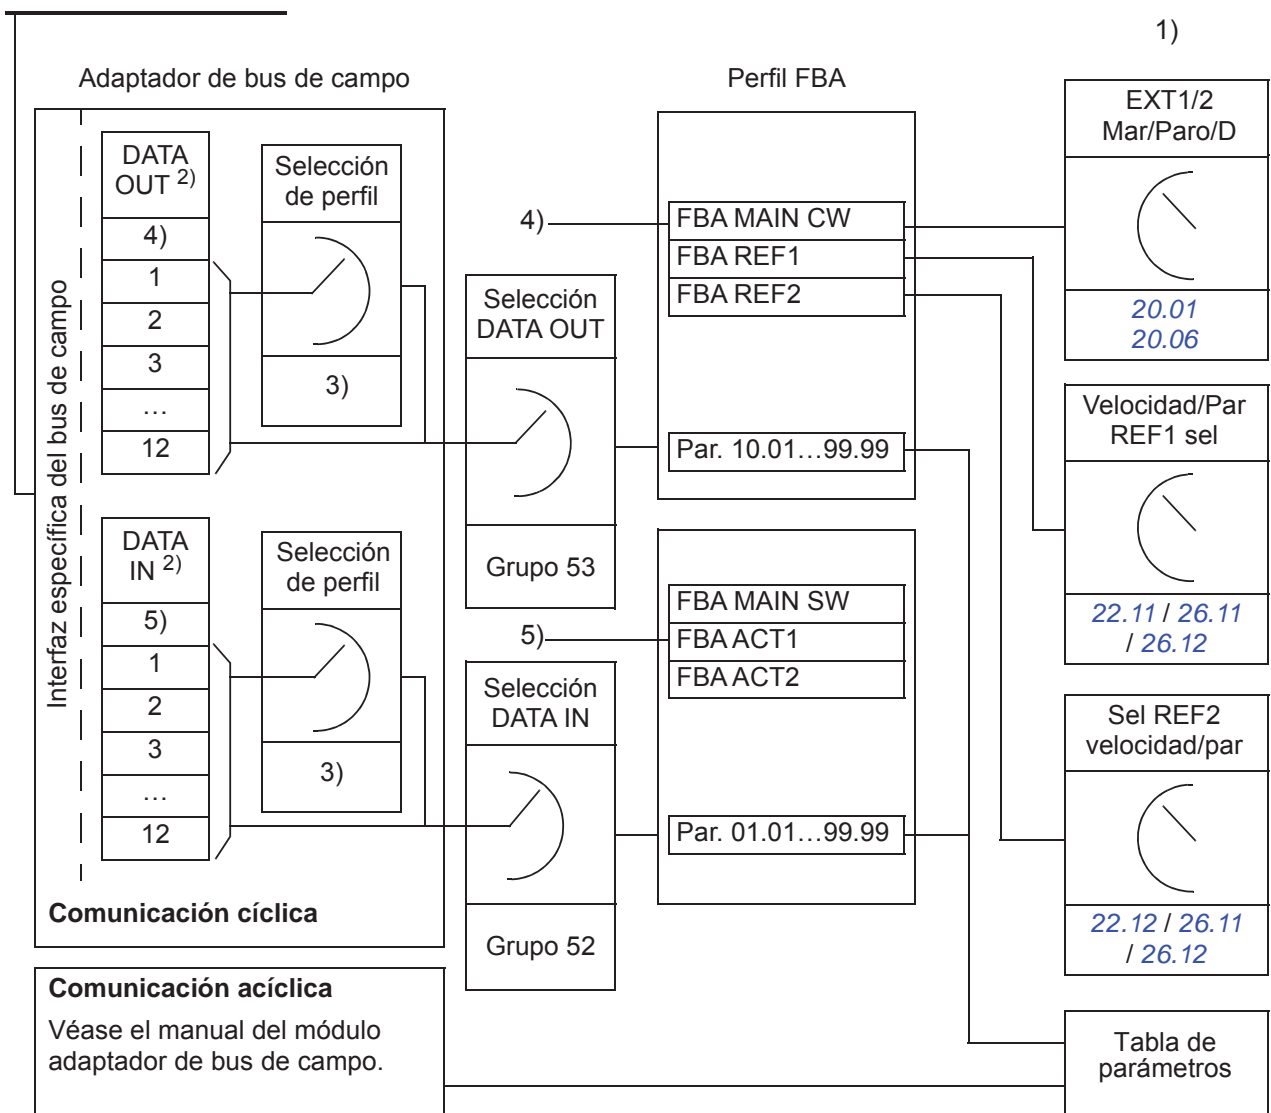 1)
Adaptador de bus de campo
Perfil FBA
Interfaz específica del bus de campo
DATA
OUT 2)
4)
1
2
3
…
12
Selección
de perfil
3)
DATA
IN 2)
5)
1
2
3
…
12
Selección
de perfil
3)
Comunicación cíclica
Selección
DATA OUT
Grupo 53
Selección
DATA IN
Grupo 52
4)
FBA MAIN CW
FBA REF1
FBA REF2
Par. 10.01…99.99
5)
FBA MAIN SW
FBA ACT1
FBA ACT2
Par. 01.01…99.99
EXT1/2
Mar/Paro/D
20.01
20.06
Velocidad/Par
REF1 sel
22.11 / 26.11
/ 26.12
Sel REF2
velocidad/par
22.12 / 26.11
/ 26.12
Comunicación acíclica
Véase el manual del módulo
adaptador de bus de campo.
Tabla de
parámetros